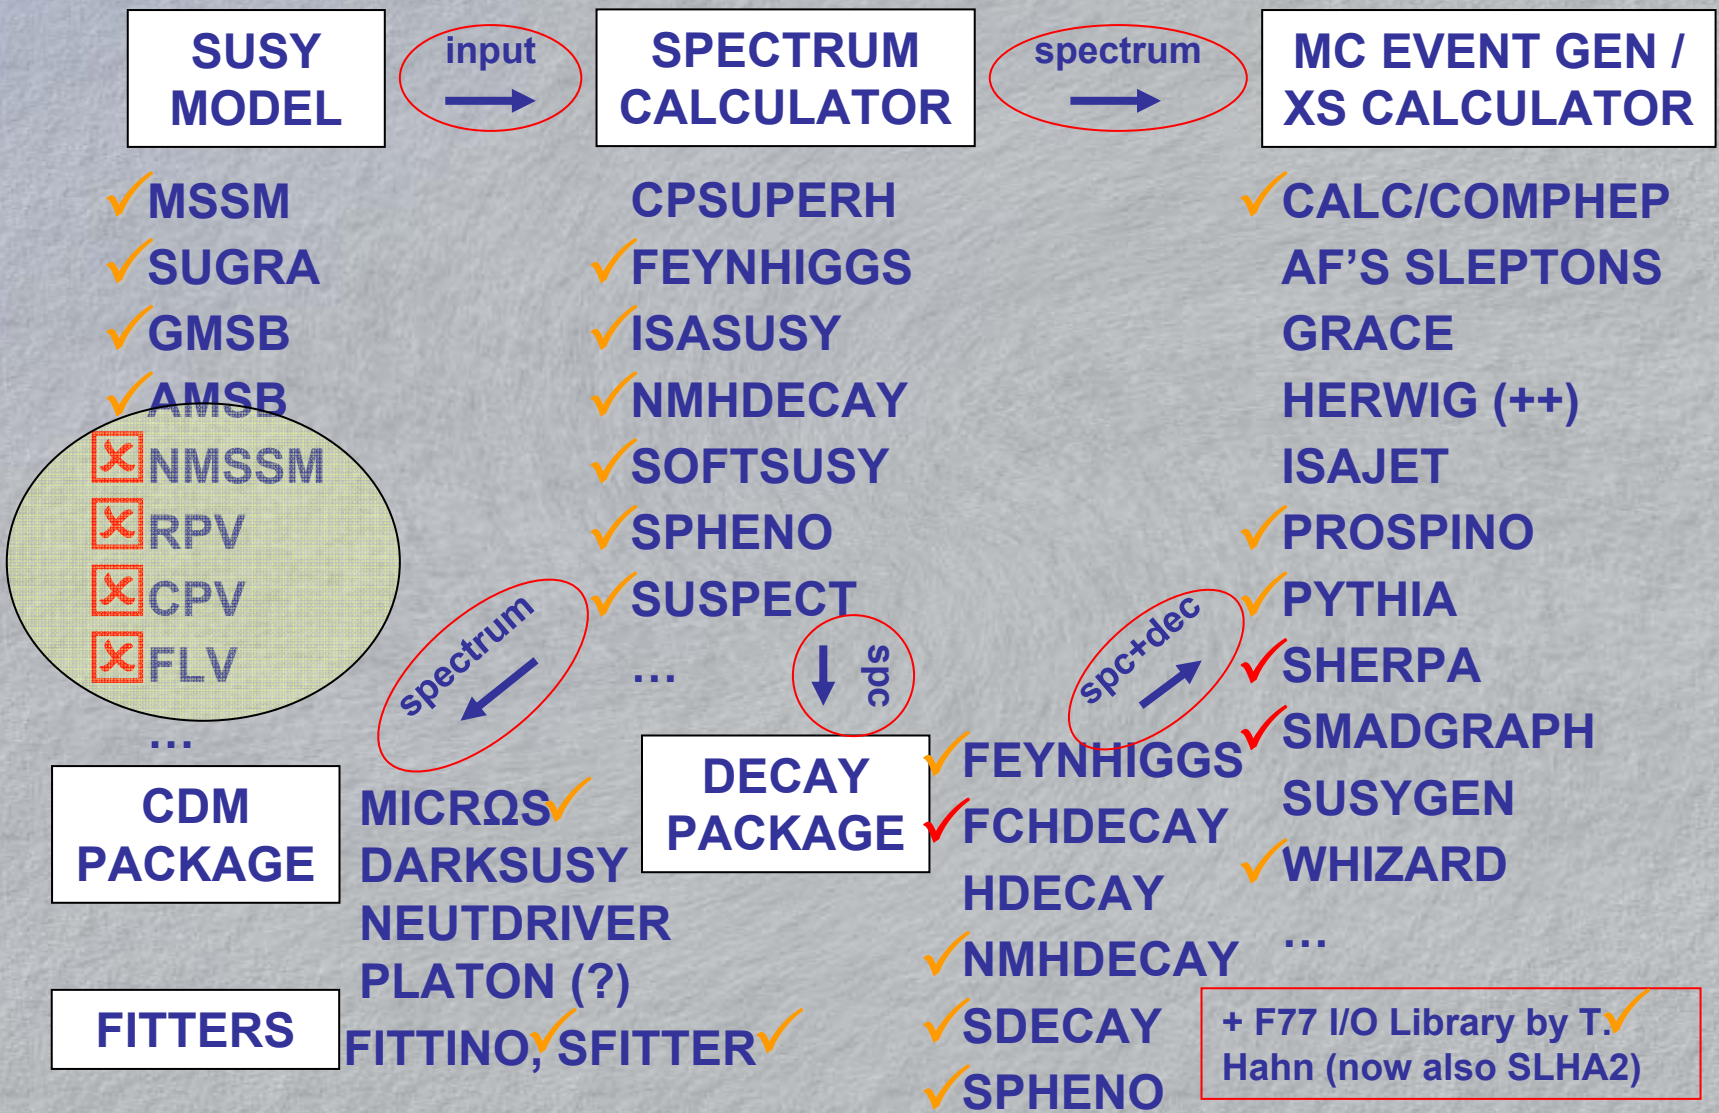 SUSY
MODEL
input
SPECTRUM
CALCULATOR
spectrum
MC EVENT GEN /
XS CALCULATOR
MSSM
SUGRA
GMSB
AMSB
NMSSM
RPV
CPV
FLV
...
CPSUPERH
FEYNHIGGS
ISASUSY
NMHDECAY
SOFTSUSY
SPHENO
SUSPECT
...
CALC/COMPHEP
AF'S SLEPTONS
GRACE
HERWIG (++)
ISAJET
PROSPINO
PYTHIA
SHERPA
SMADGRAPH
SUSYGEN
WHIZARD
...
spectrum
spc
spc+dec
CDM
PACKAGE
MICRΩS
DARKSUSY
NEUTDRIVER
PLATON (?)
FITTERS
FITTINO, SFITTER
DECAY
PACKAGE
FEYNHIGGS
FCHDECAY
HDECAY
NMHDECAY
SDECAY
SPHENO
+ F77 I/O Library by T.
Hahn (now also SLHA2)